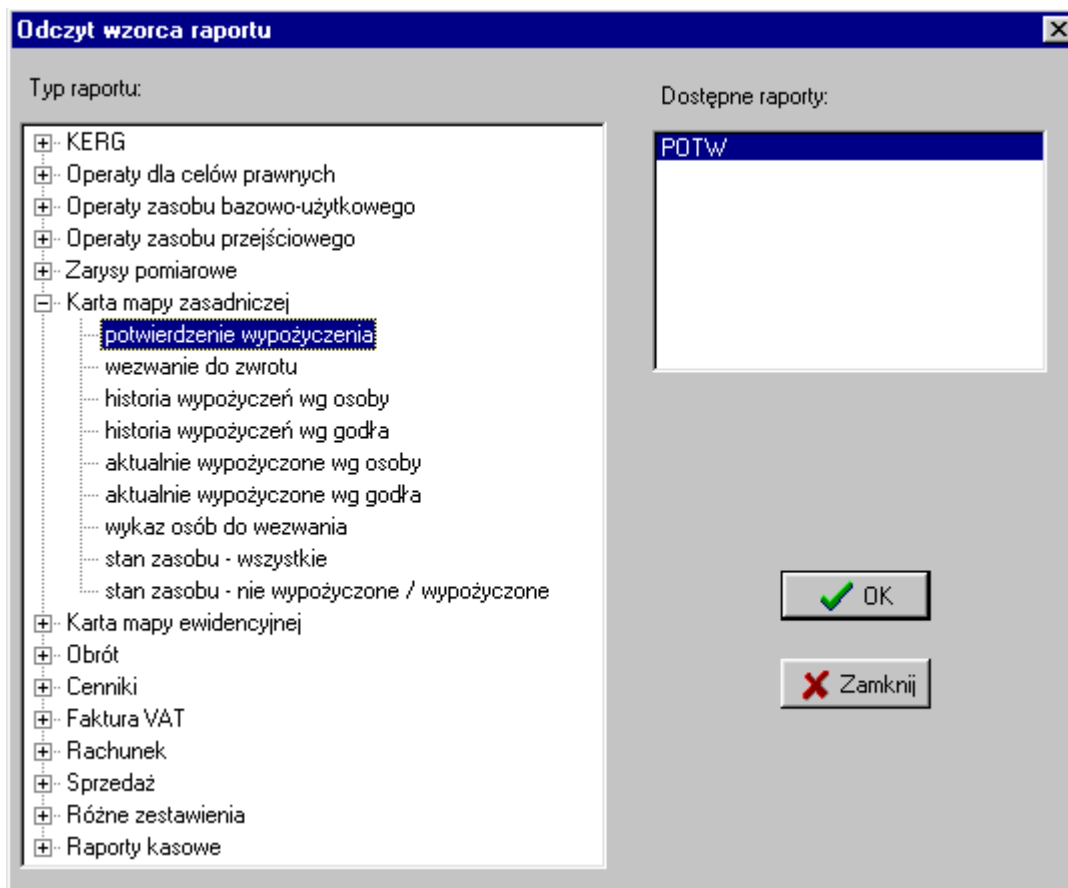 Odczyt wzorca raportu
Typ raportu:
KERG
Operaty dla celów prawnych
Operaty zasobu bazowo-użytkowego
Operaty zasobu przejściowego
Zarysy pomiarowe
Karta mapy zasadniczej
potwierdzenie wypożyczenia
wezwanie do zwrotu
historia wypożyczeń wg osoby
historia wypożyczeń wg godła
aktualnie wypożyczone wg osoby
aktualnie wypożyczone wg godła
wykaz osób do wezwania
stan zasobu - wszystkie
stan zasobu - nie wypożyczone / wypożyczone
Karta mapy ewidencyjnej
Obrót
Cenniki
Faktura VAT
Rachunek
Sprzedaż
Różne zestawienia
Raporty kasowe
Dostępne raporty:
POTW
OK
Zamknij